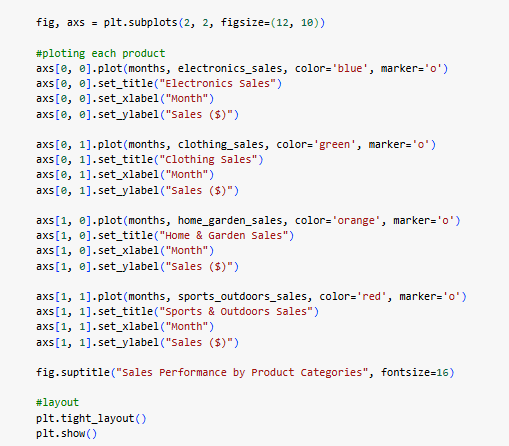 fig, axs = plt.subplots(2, 2, figsize=(12, 10))
#ploting each product
axs[0, 0].plot(months, electronics_sales, color='blue', marker='o')
axs[0, 0].set_title("Electronics Sales")
axs[0, 0].set_xlabel("Month")
axs[0, 0].set_ylabel("Sales ($)")
axs[0, 1].plot(months, clothing_sales, color='green', marker='o')
axs[0, 1].set_title("Clothing Sales")
axs[0, 1].set_xlabel("Month")
axs[0, 1].set_ylabel("Sales ($)")
axs[1, 0].plot(months, home_garden_sales, color='orange', marker='o')
axs[1, 0].set_title("Home & Garden Sales")
axs[1, 0].set_xlabel("Month")
axs[1, 0].set_ylabel("Sales ($)")
axs[1, 1].plot(months, sports_outdoors_sales, color='red', marker='o')
axs[1, 1].set_title("Sports & Outdoors Sales")
axs[1, 1].set_xlabel("Month")
axs[1, 1].set_ylabel("Sales ($)")
fig.suptitle("Sales Performance by Product Categories", fontsize=16)
#layout
plt.tight_layout()
plt.show()